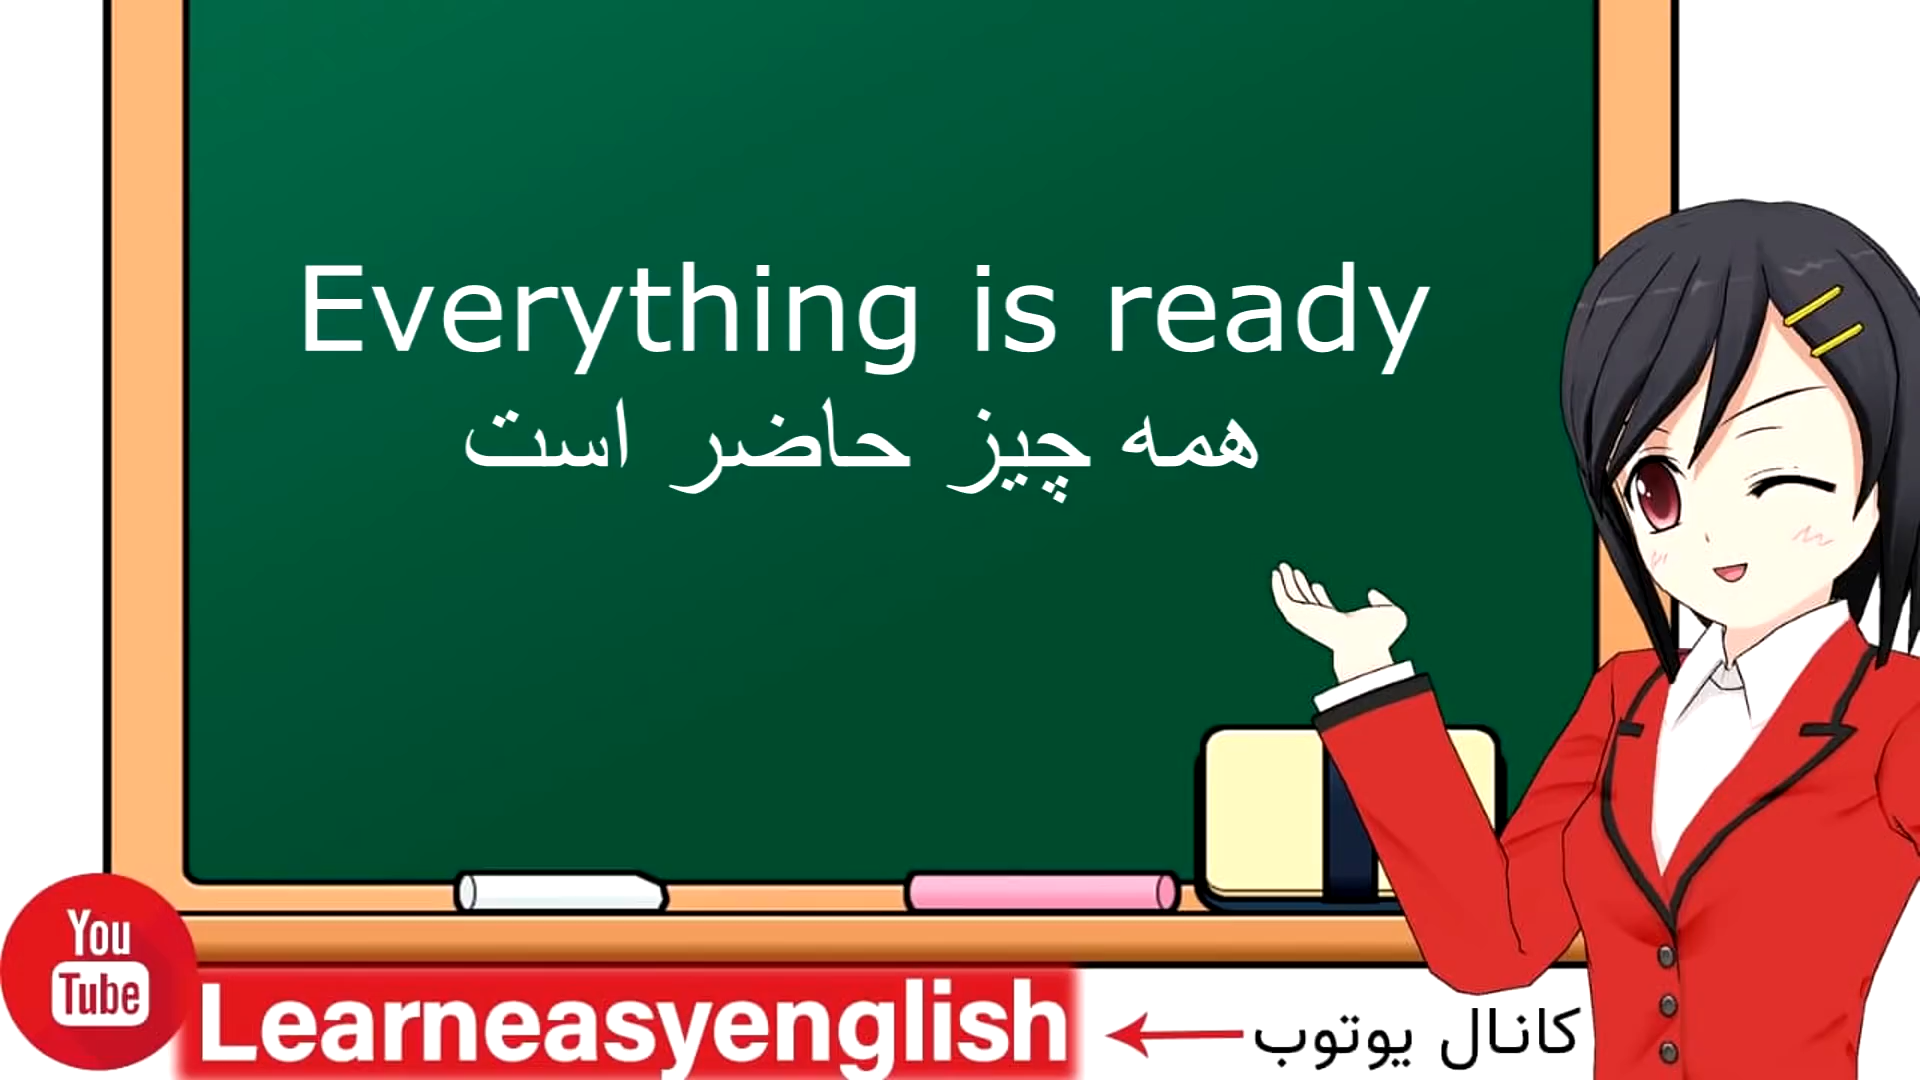 Everything is ready
همه چیز حاضر است
You
Tube
Learneasyenglish
کانال یوتوب